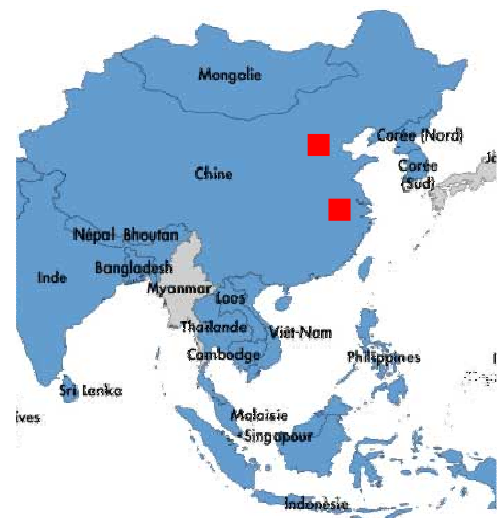 Mongolie
Corée (Nord)
Corée
(Sud)
Chine
Népal Bhoutan
Bangladesh
Inde
Myanmar
Laos
Thaïlande
Viêt-Nam
Cambodge
Philippines
Sri Lanka
ives
Malaisie
Singapour
Indonésie